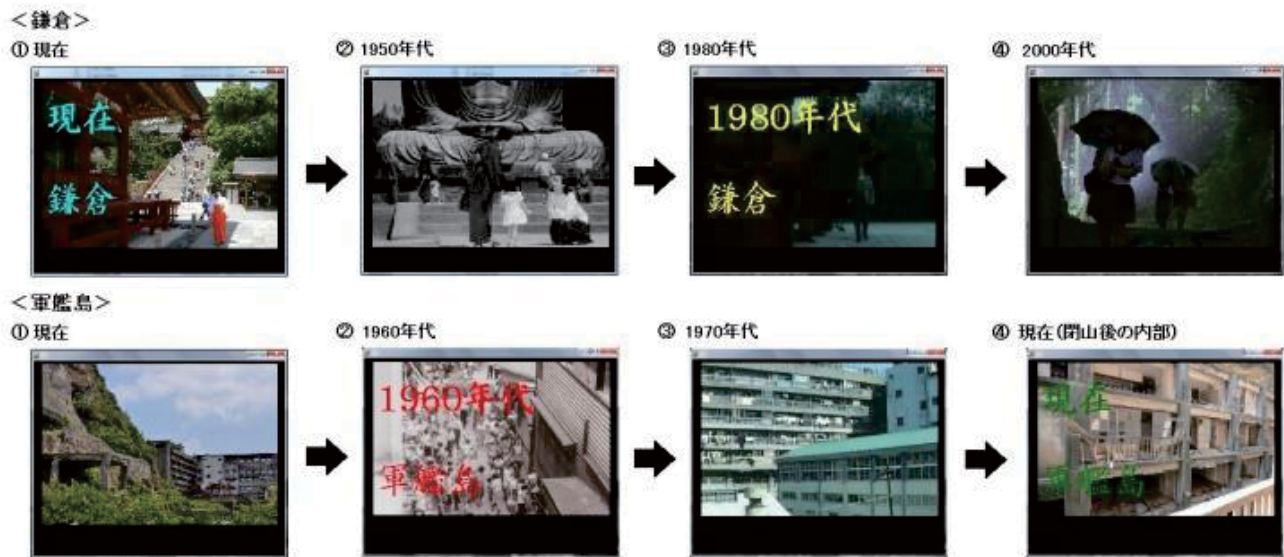 ＜鎌倉＞
① 現在
② 1950年代
③ 1980年代
④ 2000年代
現在
鎌倉
1980年代
鎌倉
＜軍艦島＞
① 現在
② 1960年代
③ 1970年代
④ 現在(閉山後の内部)
1960年代
軍艦島
現在
軍艦島